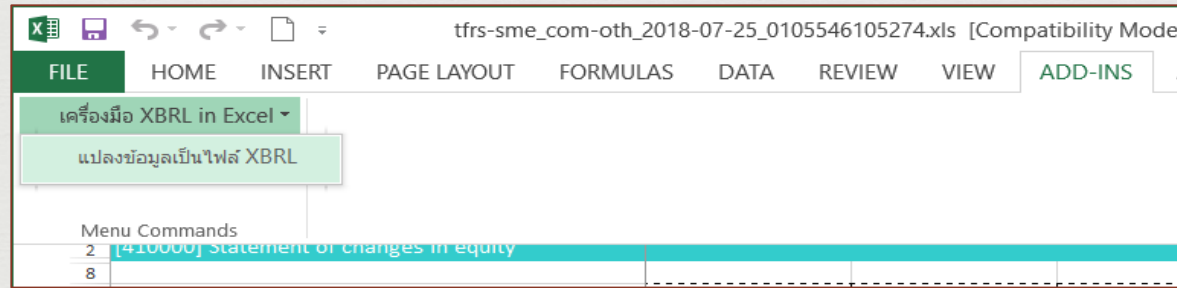 tfrs-sme_com-oth_2018-07-25_0105546105274.xls [Compatibility Mode
FILE HOME INSERT PAGE LAYOUT FORMULAS DATA REVIEW VIEW ADD-INS
เครื่องมือ XBRL in Excel
แปลงข้อมูลเป็นไฟล์ XBRL
Menu Commands
2 [410000] Statement of changes in equity
8